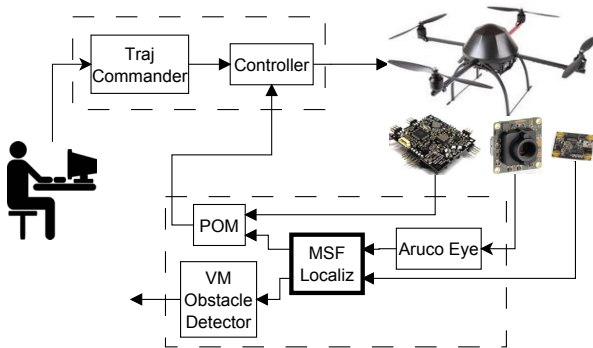 Traj
Commander
Controller
POM
MSF
Localiz
Aruco Eye
VM
Obstacle
Detector